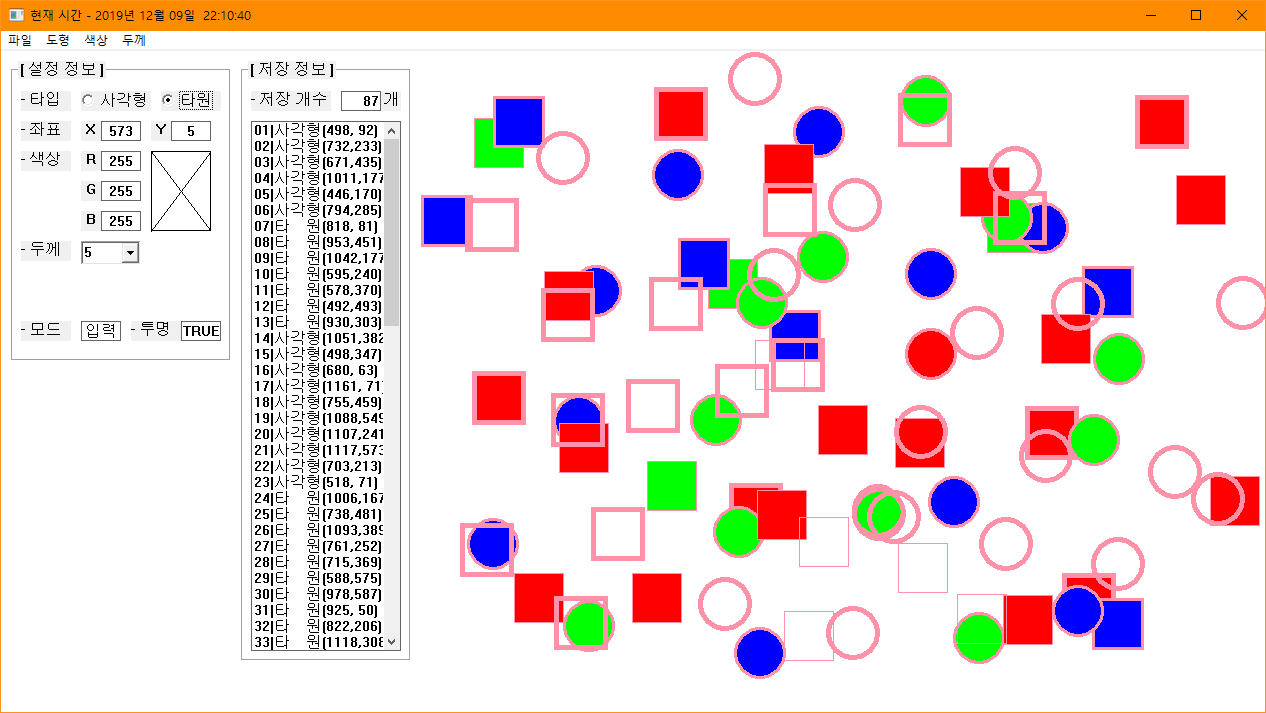 현재 시간 - 2019년 12월 09일  22:10:40
파일 도형 색상 두께
[ 설정 정보 ]
- 타입 사각형 타원
- 좌표 X 573 Y 5
- 색상 R 255
G 255
B 255
- 두께 5
- 모드 입력 - 투명 TRUE
[ 저장 정보 ]
- 저장 개수 87 개
01|사각형(498, 92)
02|사각형(732,233)
03|사각형(671,435)
04|사각형(1011,177
05|사각형(446,170)
06|사각형(794,285)
07|타 원(818, 81)
08|타 원(953,451)
09|타 원(1042,177
10|타 원(595,240)
11|타 원(578,370)
12|타 원(492,493)
13|타 원(930,303)
14|사각형(1051,382
15|사각형(498,347)
16|사각형(680, 63)
17|사각형(1161, 71)
18|사각형(755,459)
19|사각형(1088,549
20|사각형(1107,241
21|사각형(1117,573
22|사각형(703,213)
23|사각형(518, 71)
24|타 원(1006,167
25|타 원(738,481)
26|타 원(1093,389
27|타 원(761,252)
28|타 원(715,369)
29|타 원(588,575)
30|타 원(978,587)
31|타 원(925, 50)
32|타 원(822,206)
33|타 원(1118,308